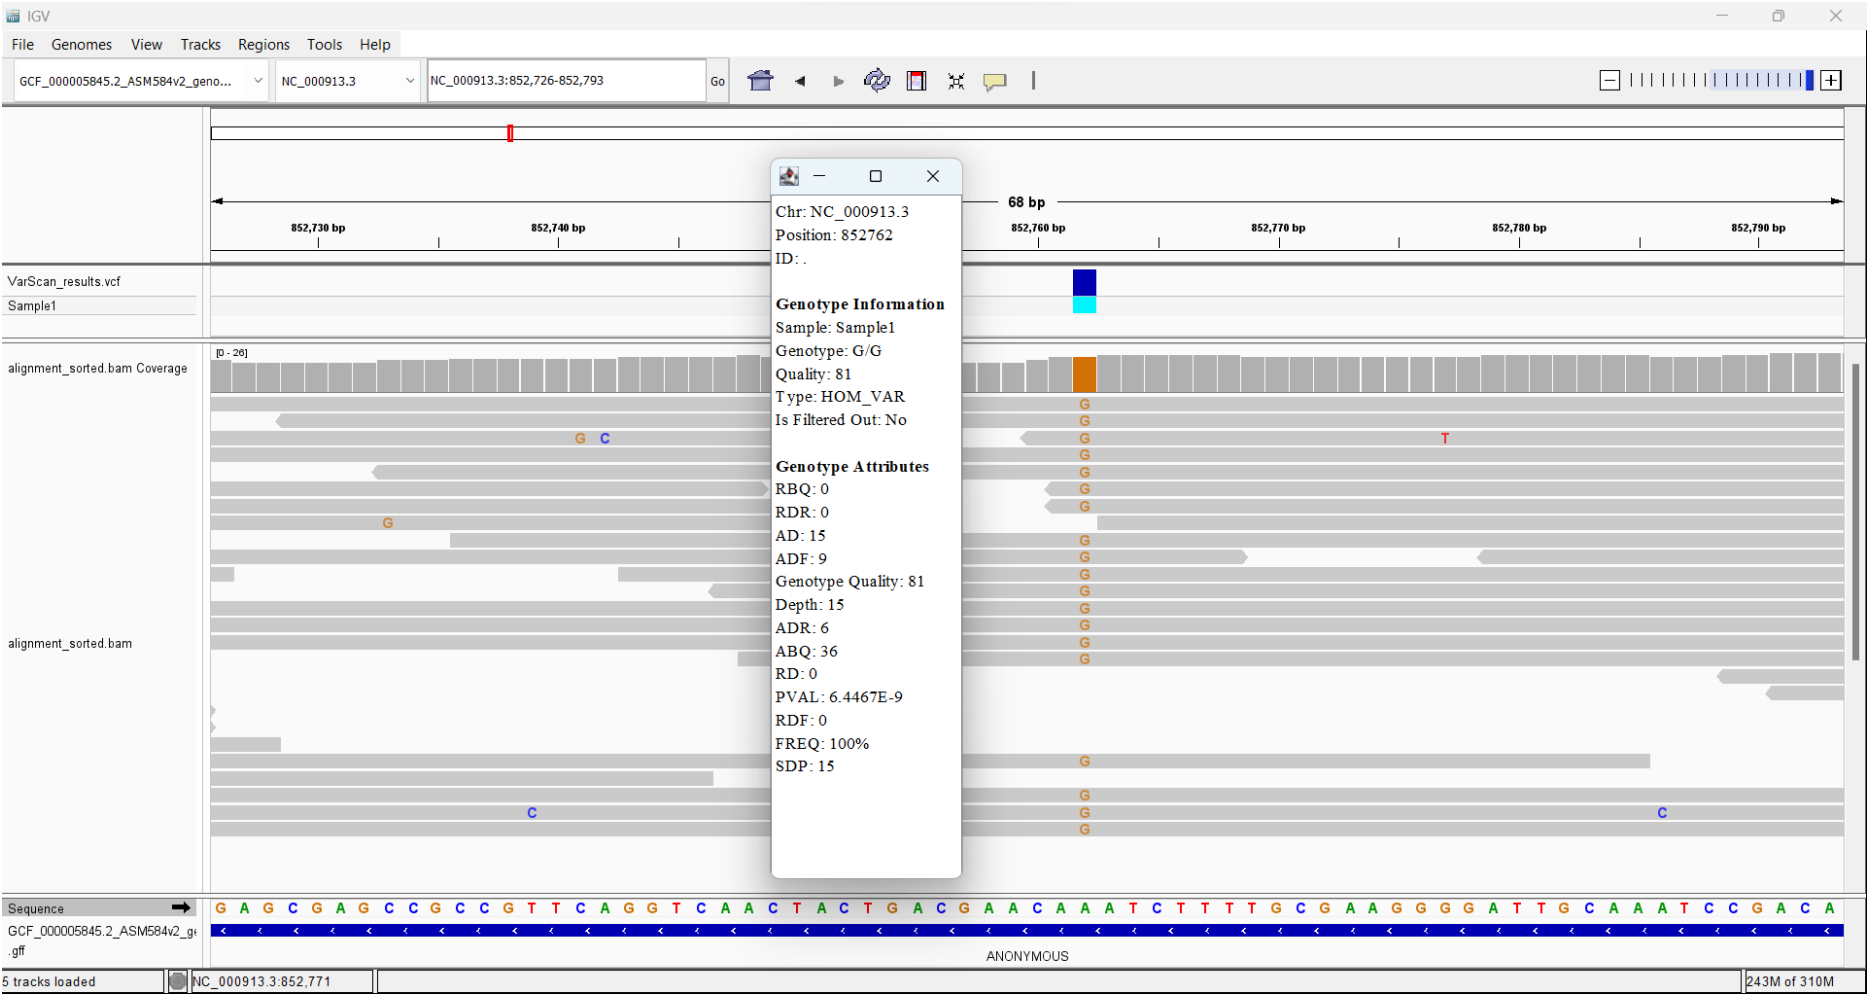 IGV
File Genomes View Tracks Regions Tools Help
GCF_000005845.2_ASM584v2_geno... NC_000913.3 NC_000913.3:852,726-852,793 Go
68 bp
852,730 bp 852,740 bp 852,760 bp 852,770 bp 852,780 bp 852,790 bp
Chr: NC_000913.3
Position: 852762
ID: .
Genotype Information
Sample: Sample1
Genotype: G/G
Quality: 81
Type: HOM_VAR
Is Filtered Out: No
Genotype Attributes
RBQ: 0
RDR: 0
AD: 15
ADF: 9
Genotype Quality: 81
Depth: 15
ADR: 6
ABQ: 36
RD: 0
PVAL: 6.4467E-9
RDF: 0
FREQ: 100%
SDP: 15
VarScan_results.vcf
Sample1
alignment_sorted.bam Coverage
[0 - 26]
G
G
G C G T
G
G
G
G
G
G
G
G
G
G
G
G
G
alignment_sorted.bam
G
G
C G C
G
Sequence
G A G C G A G C C G C C G T T C A G G T C A A C T A C T G A C G A A C A A A T C T T T T G C G A A G G G G A T T G C A A A T C C G A C A
GCF_000005845.2_ASM584v2_ge
.gff
ANONYMOUS
5 tracks loaded NC_000913.3:852,771 243M of 310M